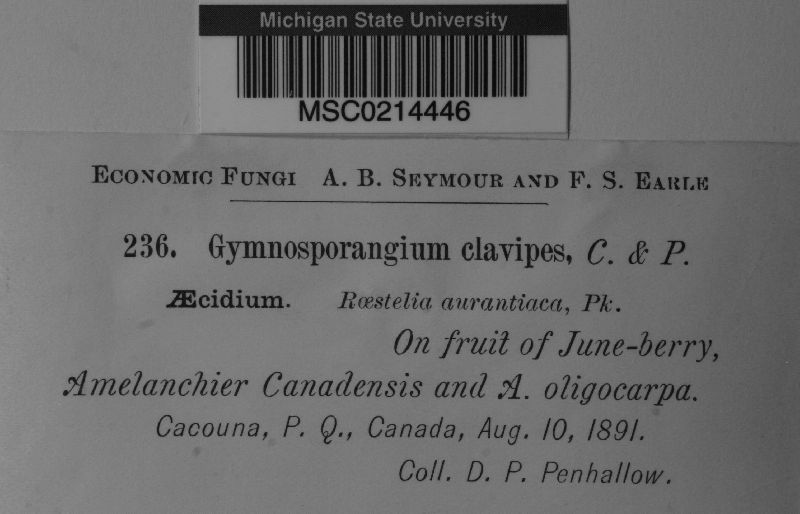 Michigan State University
MSC0214446
ECONOMIC FUNGI A. B. SEYMOUR AND F. S. EARLE
236. Gymnosporangium clavipes, C. & P.
Æcidium. Rœstelia aurantiaca, Pk.
On fruit of June-berry,
Amelanchier Canadensis and A. oligocarpa.
Cacouna, P. Q., Canada, Aug. 10, 1891.
Coll. D. P. Penhallow.